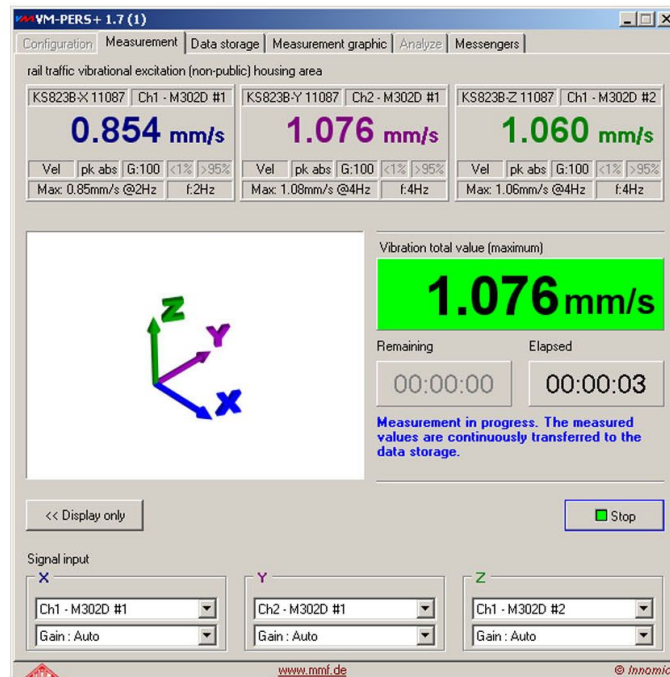 VM-PERS+ 1.7 (1)
Configuration Measurement Data storage Measurement graphic Analyze Messengers
rail traffic vibrational excitation (non-public) housing area
KS823B-X 11087 Ch1 - M302D #1 KS823B-Y 11087 Ch2 - M302D #1 KS823B-Z 11087 Ch1 - M302D #2
0.854 mm/s 1.076 mm/s 1.060 mm/s
Vel pk abs G:100 <1% >95% Vel pk abs G:100 <1% >95% Vel pk abs G:100 <1% >95%
Max: 0.85mm/s @2Hz f:2Hz Max: 1.08mm/s @4Hz f:4Hz Max: 1.06mm/s @4Hz f:4Hz
Vibration total value (maximum)
1.076 mm/s
Z
Y
X
Remaining Elapsed
00:00:00 00:00:03
Measurement in progress. The measured
values are continuously transferred to the
data storage.
<< Display only Stop
Signal input
X Y Z
Ch1 - M302D #1 Ch2 - M302D #1 Ch1 - M302D #2
Gain : Auto Gain : Auto Gain : Auto
www.mmf.de © Innomic